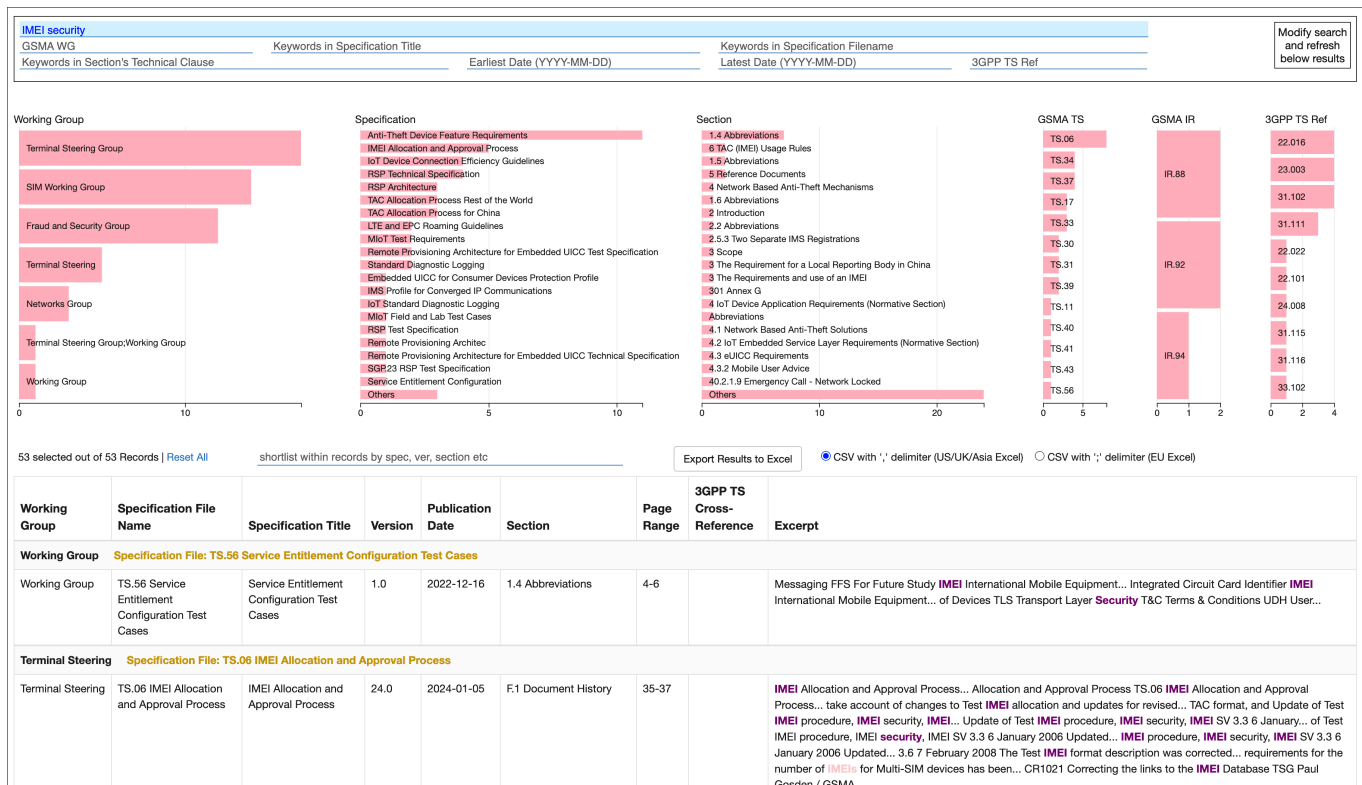 IMEI security
GSMA WG
Keywords in Specification Title
Keywords in Specification Filename
Keywords in Section's Technical Clause
Earliest Date (YYYY-MM-DD)
Latest Date (YYYY-MM-DD)
3GPP TS Ref
Modify search
and refresh
below results
Working Group
Terminal Steering Group
SIM Working Group
Fraud and Security Group
Terminal Steering
Networks Group
Terminal Steering Group;Working Group
Working Group
0
10
Specification
Anti-Theft Device Feature Requirements
IMEI Allocation and Approval Process
IoT Device Connection Efficiency Guidelines
RSP Technical Specification
RSP Architecture
TAC Allocation Process Rest of the World
TAC Allocation Process for China
LTE and EPC Roaming Guidelines
MIoT Test Requirements
Remote Provisioning Architecture for Embedded UICC Test Specification
Standard Diagnostic Logging
Embedded UICC for Consumer Devices Protection Profile
IMS Profile for Converged IP Communications
IoT Standard Diagnostic Logging
MIoT Field and Lab Test Cases
RSP Test Specification
Remote Provisioning Architec
Remote Provisioning Architecture for Embedded UICC Technical Specification
SGP.23 RSP Test Specification
Service Entitlement Configuration
Others
0
5
10
Section
1.4 Abbreviations
6 TAC (IMEI) Usage Rules
1.5 Abbreviations
5 Reference Documents
4 Network Based Anti-Theft Mechanisms
1.6 Abbreviations
2 Introduction
2.2 Abbreviations
2.5.3 Two Separate IMS Registrations
3 Scope
3 The Requirement for a Local Reporting Body in China
3 The Requirements and use of an IMEI
301 Annex G
4 IoT Device Application Requirements (Normative Section)
Abbreviations
4.1 Network Based Anti-Theft Solutions
4.2 IoT Embedded Service Layer Requirements (Normative Section)
4.3 eUICC Requirements
4.3.2 Mobile User Advice
40.2.1.9 Emergency Call - Network Locked
Others
0
10
20
GSMA TS
TS.06
TS.34
TS.37
TS.17
TS.33
TS.30
TS.31
TS.39
TS.11
TS.40
TS.41
TS.43
TS.56
0
5
GSMA IR
IR.88
IR.92
IR.94
0
1
2
3GPP TS Ref
22.016
23.003
31.102
31.111
22.022
22.101
24.008
31.115
31.116
33.102
0
2
4
53 selected out of 53 Records | Reset All
shortlist within records by spec, ver, section etc
Export Results to Excel
CSV with ',' delimiter (US/UK/Asia Excel)
CSV with ';' delimiter (EU Excel)
Working
Group
Specification File
Name
Specification Title
Version
Publication
Date
Section
Page
Range
3GPP TS
Cross-
Reference
Excerpt
Working Group Specification File: TS.56 Service Entitlement Configuration Test Cases
Working Group
TS.56 Service
Entitlement
Configuration Test
Cases
Service Entitlement
Configuration Test
Cases
1.0
2022-12-16
1.4 Abbreviations
4-6
Messaging FFS For Future Study IMEI International Mobile Equipment... Integrated Circuit Card Identifier IMEI
International Mobile Equipment... of Devices TLS Transport Layer Security T&C Terms & Conditions UDH User...
Terminal Steering Specification File: TS.06 IMEI Allocation and Approval Process
Terminal Steering
TS.06 IMEI Allocation
and Approval Process
IMEI Allocation and
Approval Process
24.0
2024-01-05
F.1 Document History
35-37
IMEI Allocation and Approval Process... Allocation and Approval Process TS.06 IMEI Allocation and Approval
Process... take account of changes to Test IMEI allocation and updates for revised... TAC format, and Update of Test
IMEI procedure, IMEI security, IMEI... Update of Test IMEI procedure, IMEI security, IMEI SV 3.3 6 January... of Test
IMEI procedure, IMEI security, IMEI SV 3.3 6 January 2006 Updated... IMEI procedure, IMEI security, IMEI SV 3.3 6
January 2006 Updated... 3.6 7 February 2008 The Test IMEI format description was corrected... requirements for the
number of IMEIs for Multi-SIM devices has been... CR1021 Correcting the links to the IMEI Database TSG Paul
Gosden / GSMA